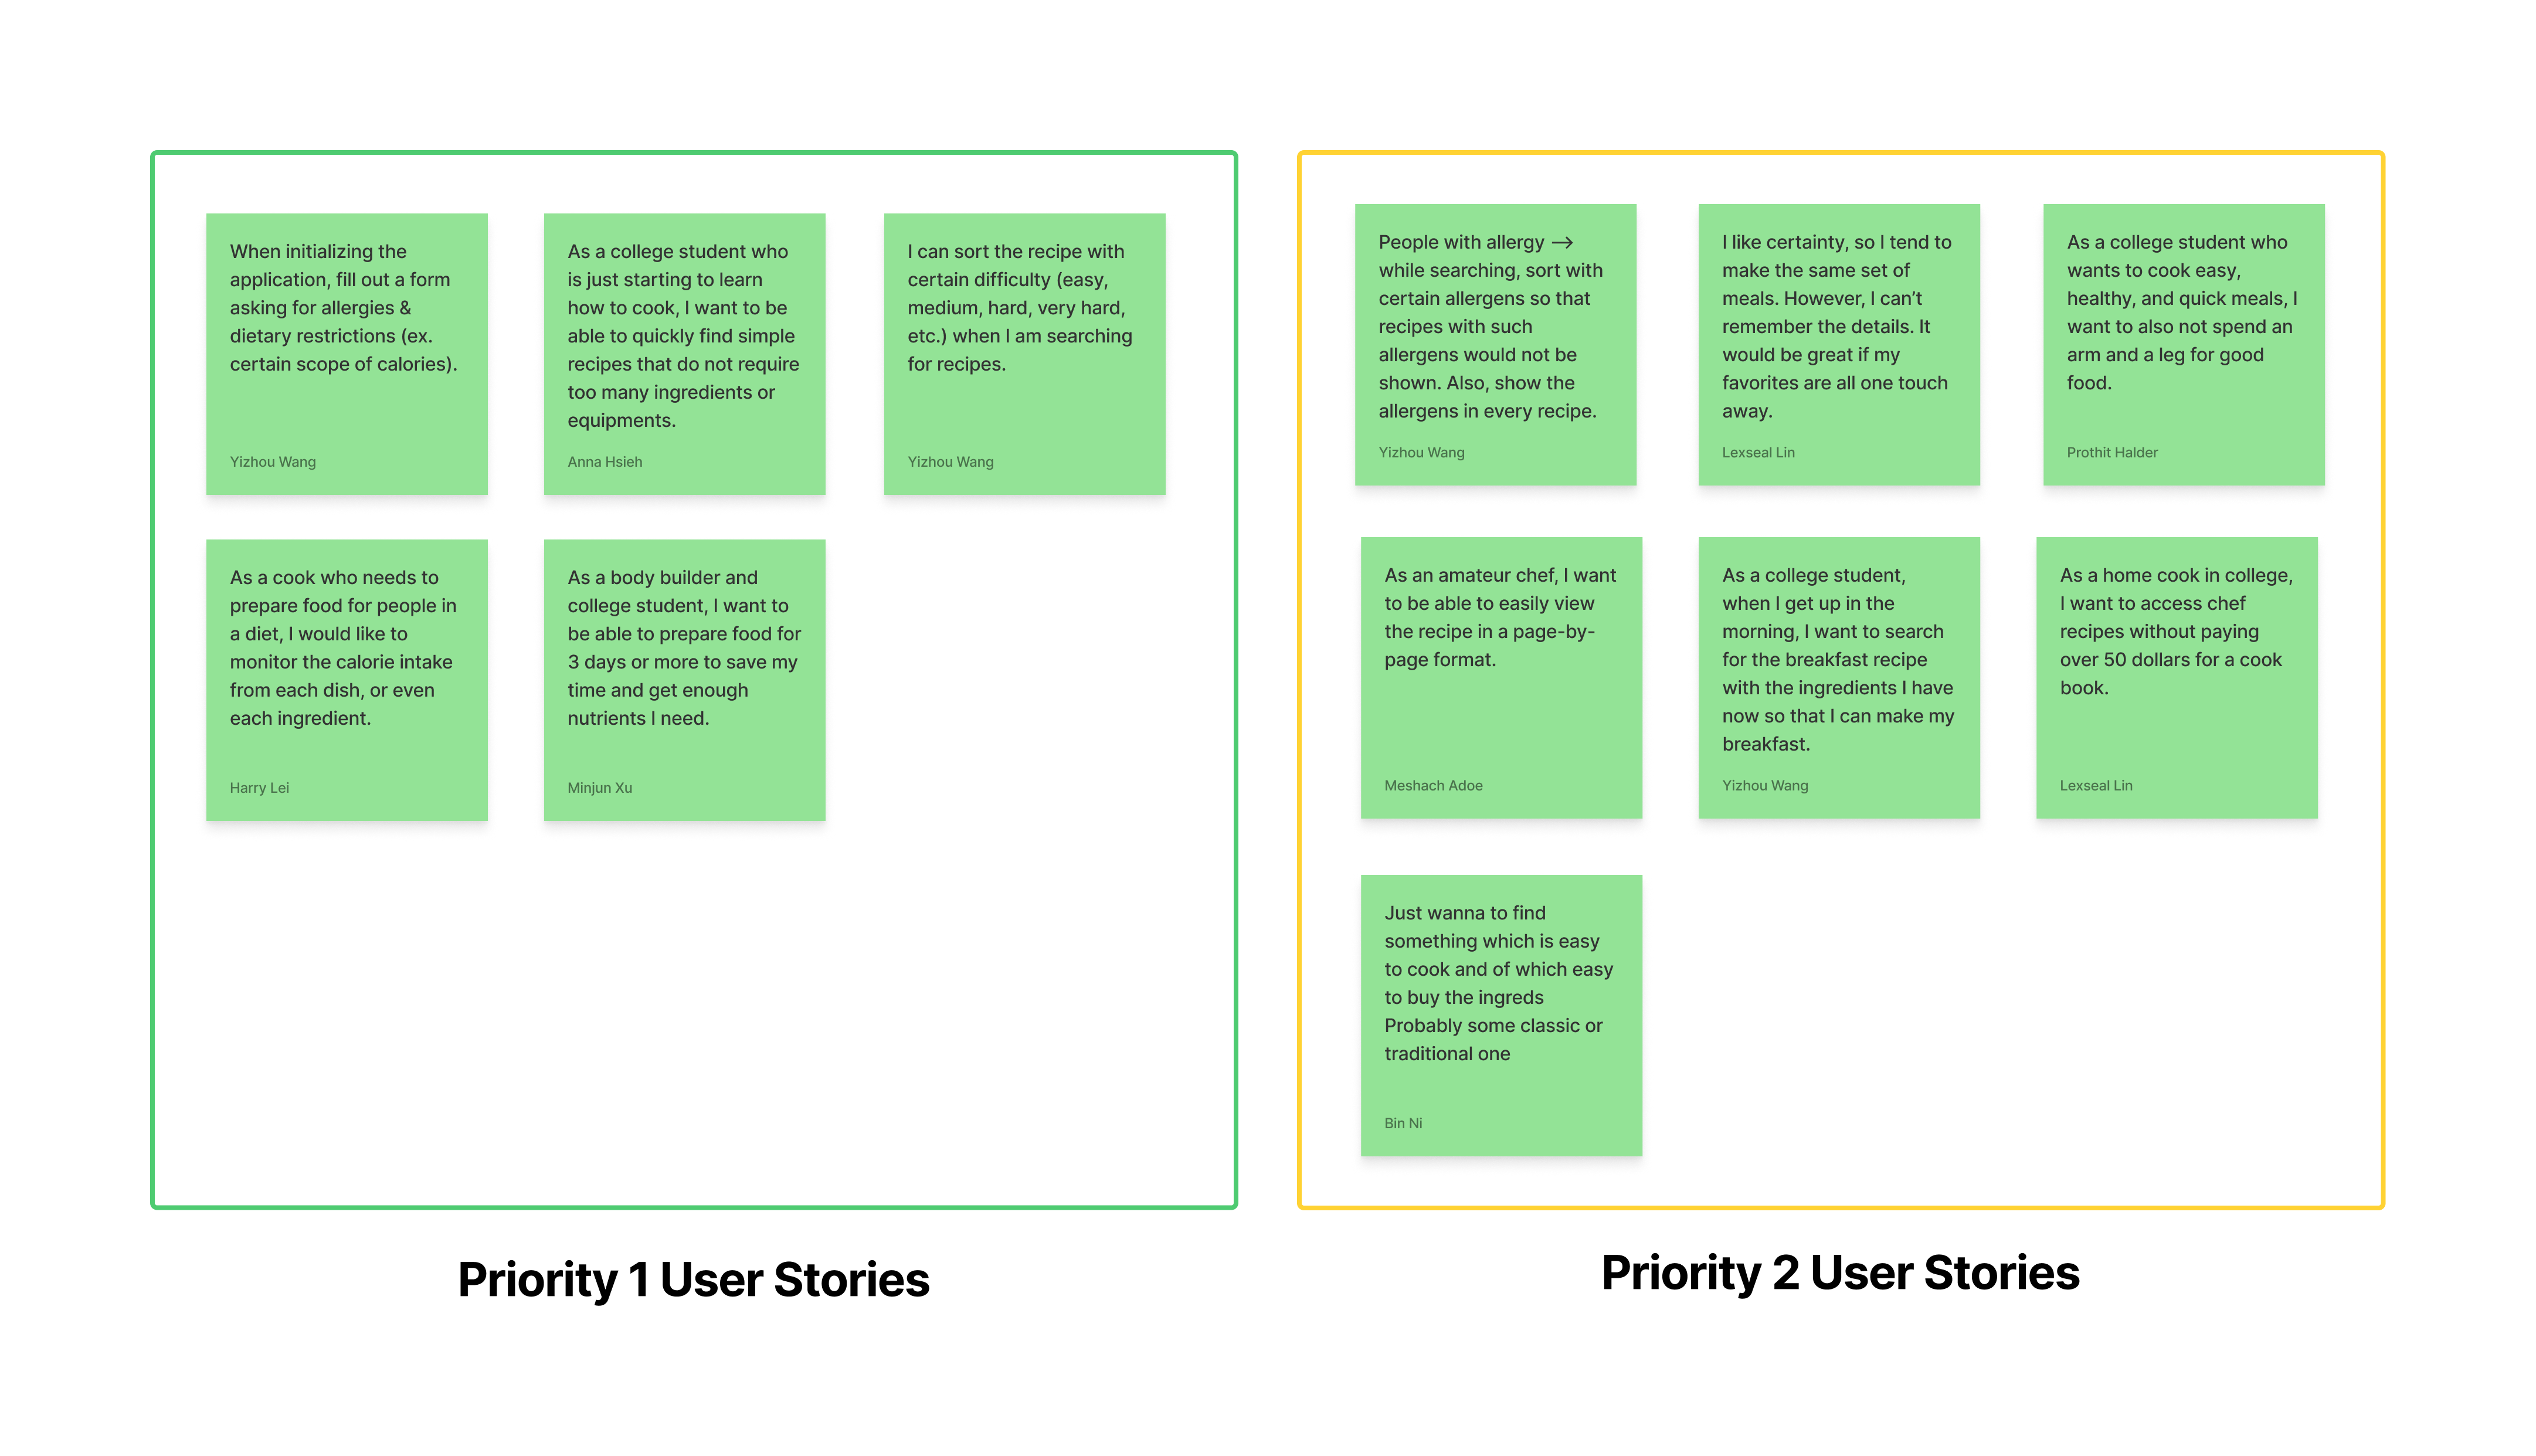 When initializing the
application, fill out a form
asking for allergies &
dietary restrictions (ex.
certain scope of calories).
Yizhou Wang
As a college student who
is just starting to learn
how to cook, I want to be
able to quickly find simple
recipes that do not require
too many ingredients or
equipments.
Anna Hsieh
I can sort the recipe with
certain difficulty (easy,
medium, hard, very hard,
etc.) when I am searching
for recipes.
Yizhou Wang
As a cook who needs to
prepare food for people in
a diet, I would like to
monitor the calorie intake
from each dish, or even
each ingredient.
Harry Lei
As a body builder and
college student, I want to
be able to prepare food for
3 days or more to save my
time and get enough
nutrients I need.
Minjun Xu
Priority 1 User Stories
People with allergy →
while searching, sort with
certain allergens so that
recipes with such
allergens would not be
shown. Also, show the
allergens in every recipe.
Yizhou Wang
I like certainty, so I tend to
make the same set of
meals. However, I can’t
remember the details. It
would be great if my
favorites are all one touch
away.
Lexseal Lin
As a college student who
wants to cook easy,
healthy, and quick meals, I
want to also not spend an
arm and a leg for good
food.
Prothit Halder
As an amateur chef, I want
to be able to easily view
the recipe in a page-by-
page format.
Meshach Adoe
As a college student,
when I get up in the
morning, I want to search
for the breakfast recipe
with the ingredients I have
now so that I can make my
breakfast.
Yizhou Wang
As a home cook in college,
I want to access chef
recipes without paying
over 50 dollars for a cook
book.
Lexseal Lin
Just wanna to find
something which is easy
to cook and of which easy
to buy the ingreds
Probably some classic or
traditional one
Bin Ni
Priority 2 User Stories